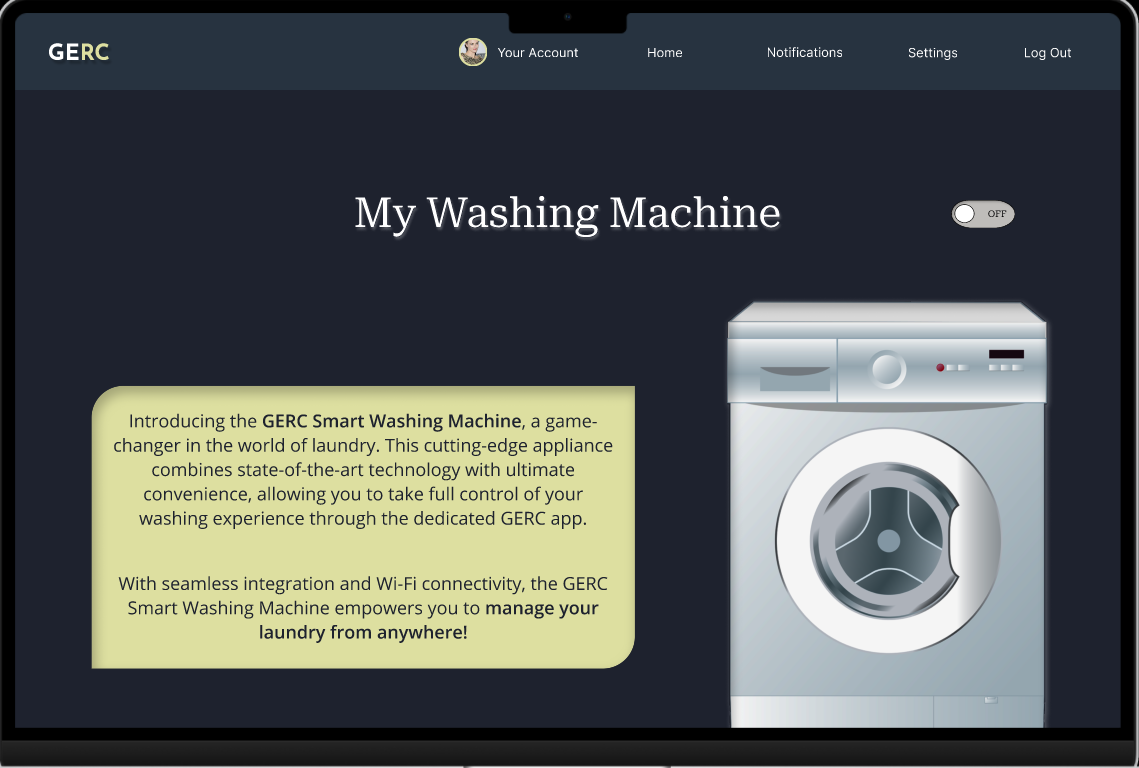 GERC
Your Account
Home
Notifications
Settings
Log Out
My Washing Machine
OFF
Introducing the GERC Smart Washing Machine, a game-
changer in the world of laundry. This cutting-edge appliance
combines state-of-the-art technology with ultimate
convenience, allowing you to take full control of your
washing experience through the dedicated GERC app.
With seamless integration and Wi-Fi connectivity, the GERC
Smart Washing Machine empowers you to manage your
laundry from anywhere!